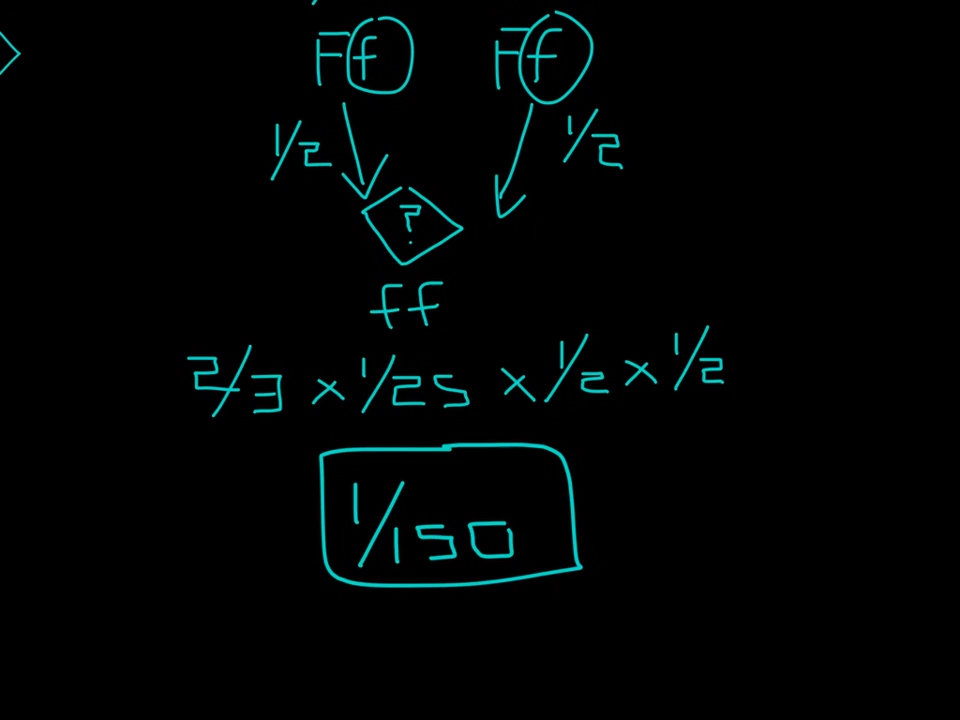 Ff Ff
1/2 1/2
?
ff
2/3 × 1/25 × 1/2 × 1/2
1/150